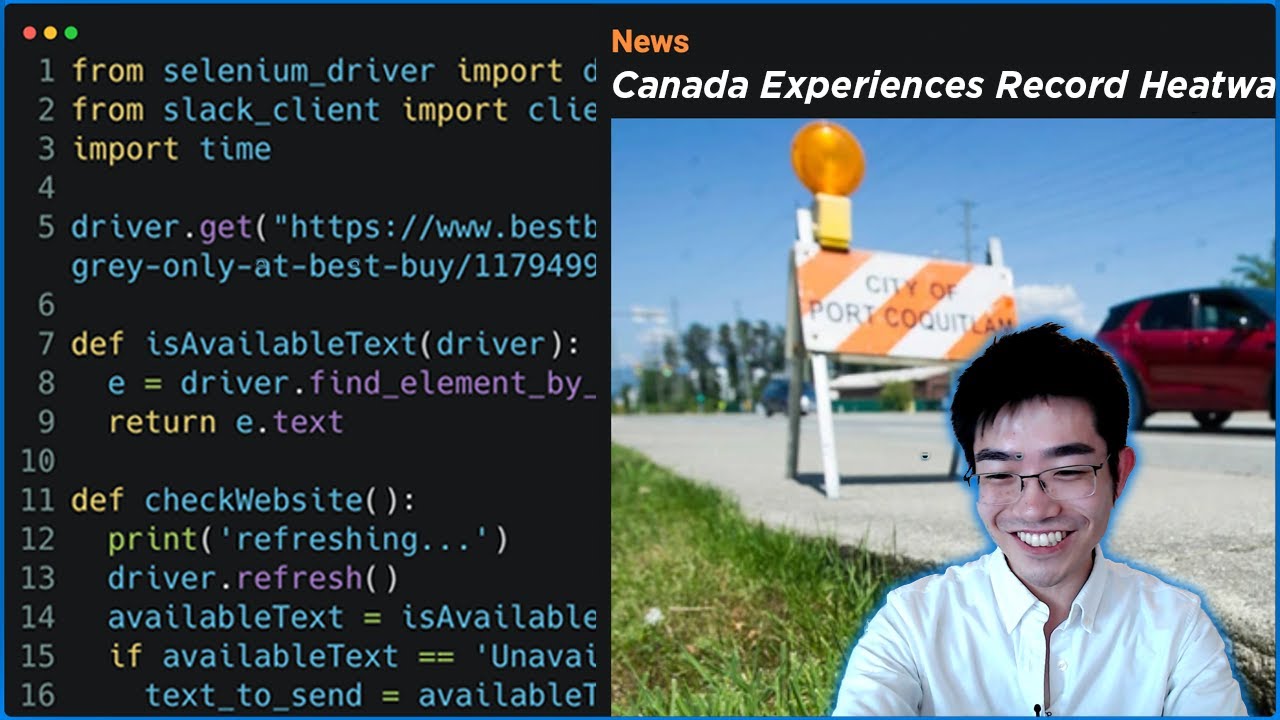 1 from selenium_driver import d
2 from slack_client import clie
3 import time
4
5 driver.get("https://www.bestb
grey-only-at-best-buy/1179499
6
7 def isAvailableText(driver):
8 e = driver.find_element_by_
9 return e.text
10
11 def checkWebsite():
12 print('refreshing...')
13 driver.refresh()
14 availableText = isAvailable
15 if availableText == 'Unavai
16 text_to_send = availableT
News
Canada Experiences Record Heatwa
CITY OF
PORT COQUITLAM